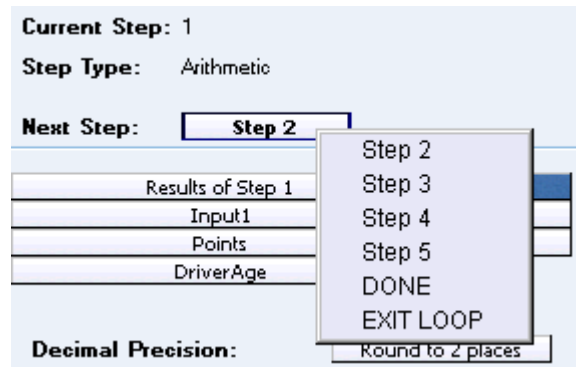 Current Step: 1
Step Type: Arithmetic
Next Step: Step 2
Step 2
Step 3
Step 4
Step 5
DONE
EXIT LOOP
Results of Step 1
Input1
Points
DriverAge
Decimal Precision: Round to 2 places